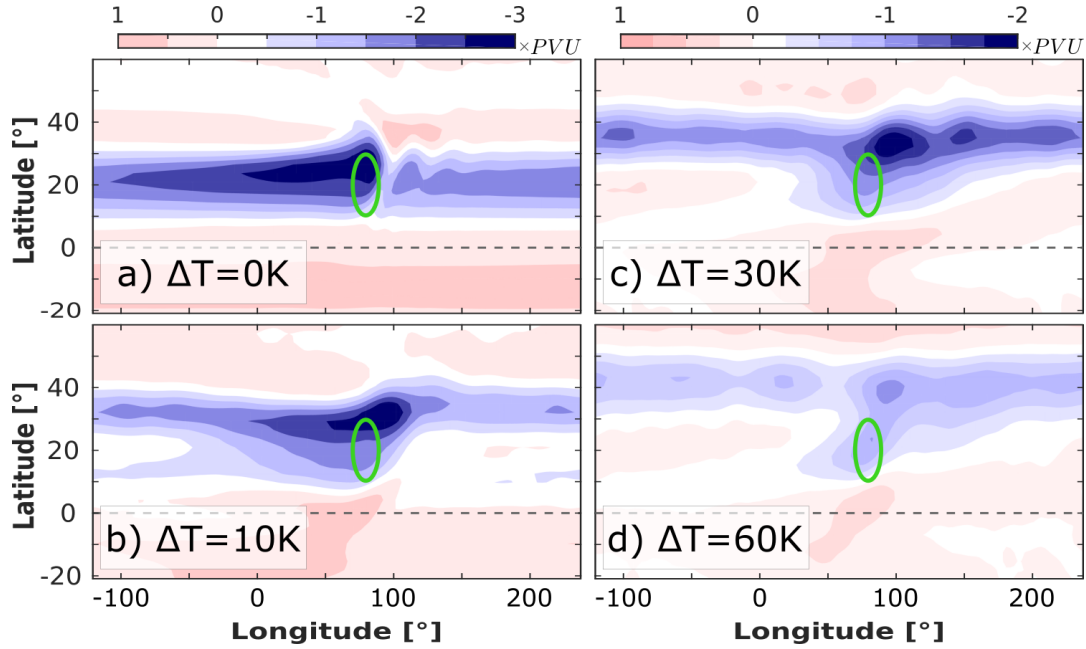 1 0 -1 -2 -3
×PVU
1 0 -1 -2
×PVU
Latitude [°]
40
20
0
-20
a) ΔT=0K
c) ΔT=30K
Latitude [°]
40
20
0
-20
b) ΔT=10K
d) ΔT=60K
-100 0 100 200
-100 0 100 200
Longitude [°]
Longitude [°]